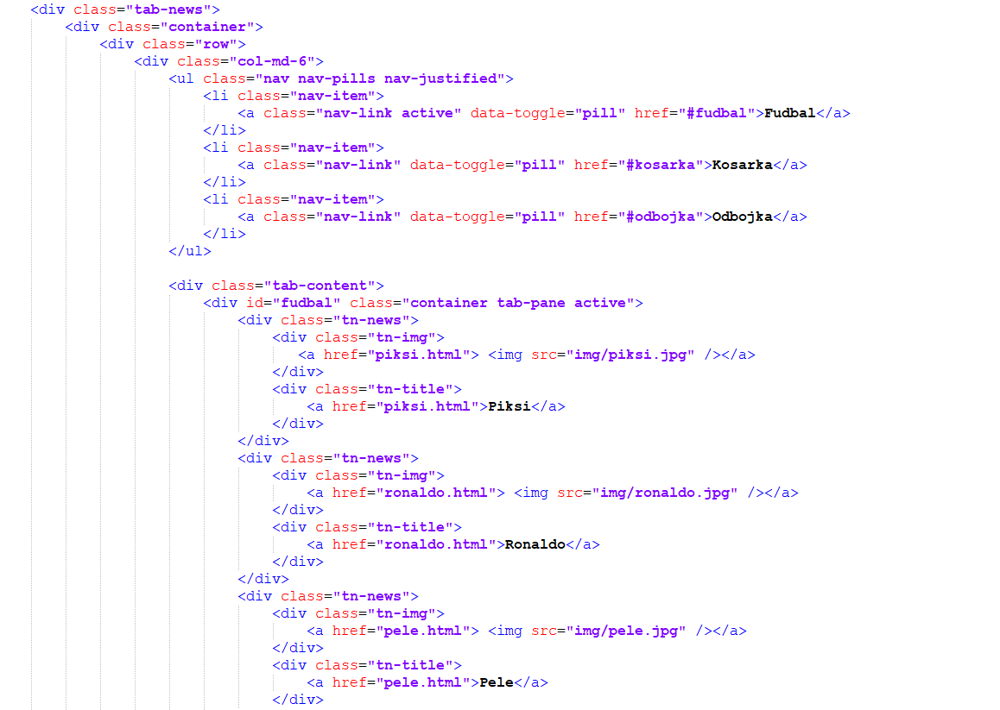 <div class="tab-news">
<div class="container">
<div class="row">
<div class="col-md-6">
<ul class="nav nav-pills nav-justified">
<li class="nav-item">
<a class="nav-link active" data-toggle="pill" href="#fudbal">Fudbal</a>
</li>
<li class="nav-item">
<a class="nav-link" data-toggle="pill" href="#kosarka">Kosarka</a>
</li>
<li class="nav-item">
<a class="nav-link" data-toggle="pill" href="#odbojka">Odbojka</a>
</li>
</ul>
<div class="tab-content">
<div id="fudbal" class="container tab-pane active">
<div class="tn-news">
<div class="tn-img">
<a href="piksi.html"> <img src="img/piksi.jpg" /></a>
</div>
<div class="tn-title">
<a href="piksi.html">Piksi</a>
</div>
</div>
<div class="tn-news">
<div class="tn-img">
<a href="ronaldo.html"> <img src="img/ronaldo.jpg" /></a>
</div>
<div class="tn-title">
<a href="ronaldo.html">Ronaldo</a>
</div>
</div>
<div class="tn-news">
<div class="tn-img">
<a href="pele.html"> <img src="img/pele.jpg" /></a>
</div>
<div class="tn-title">
<a href="pele.html">Pele</a>
</div>